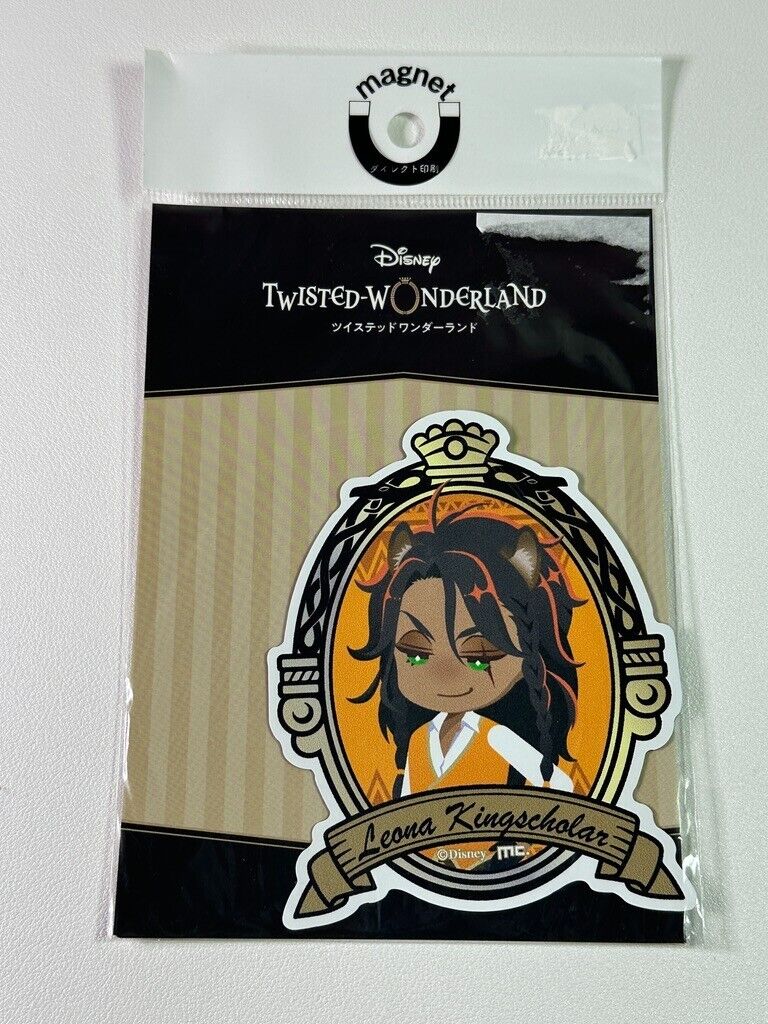 magnet
ダイレクト印刷
Disney
TWISTED-WONDERLAND
ツイステッドワンダーランド
Leona Kingscholar
©Disney mc.